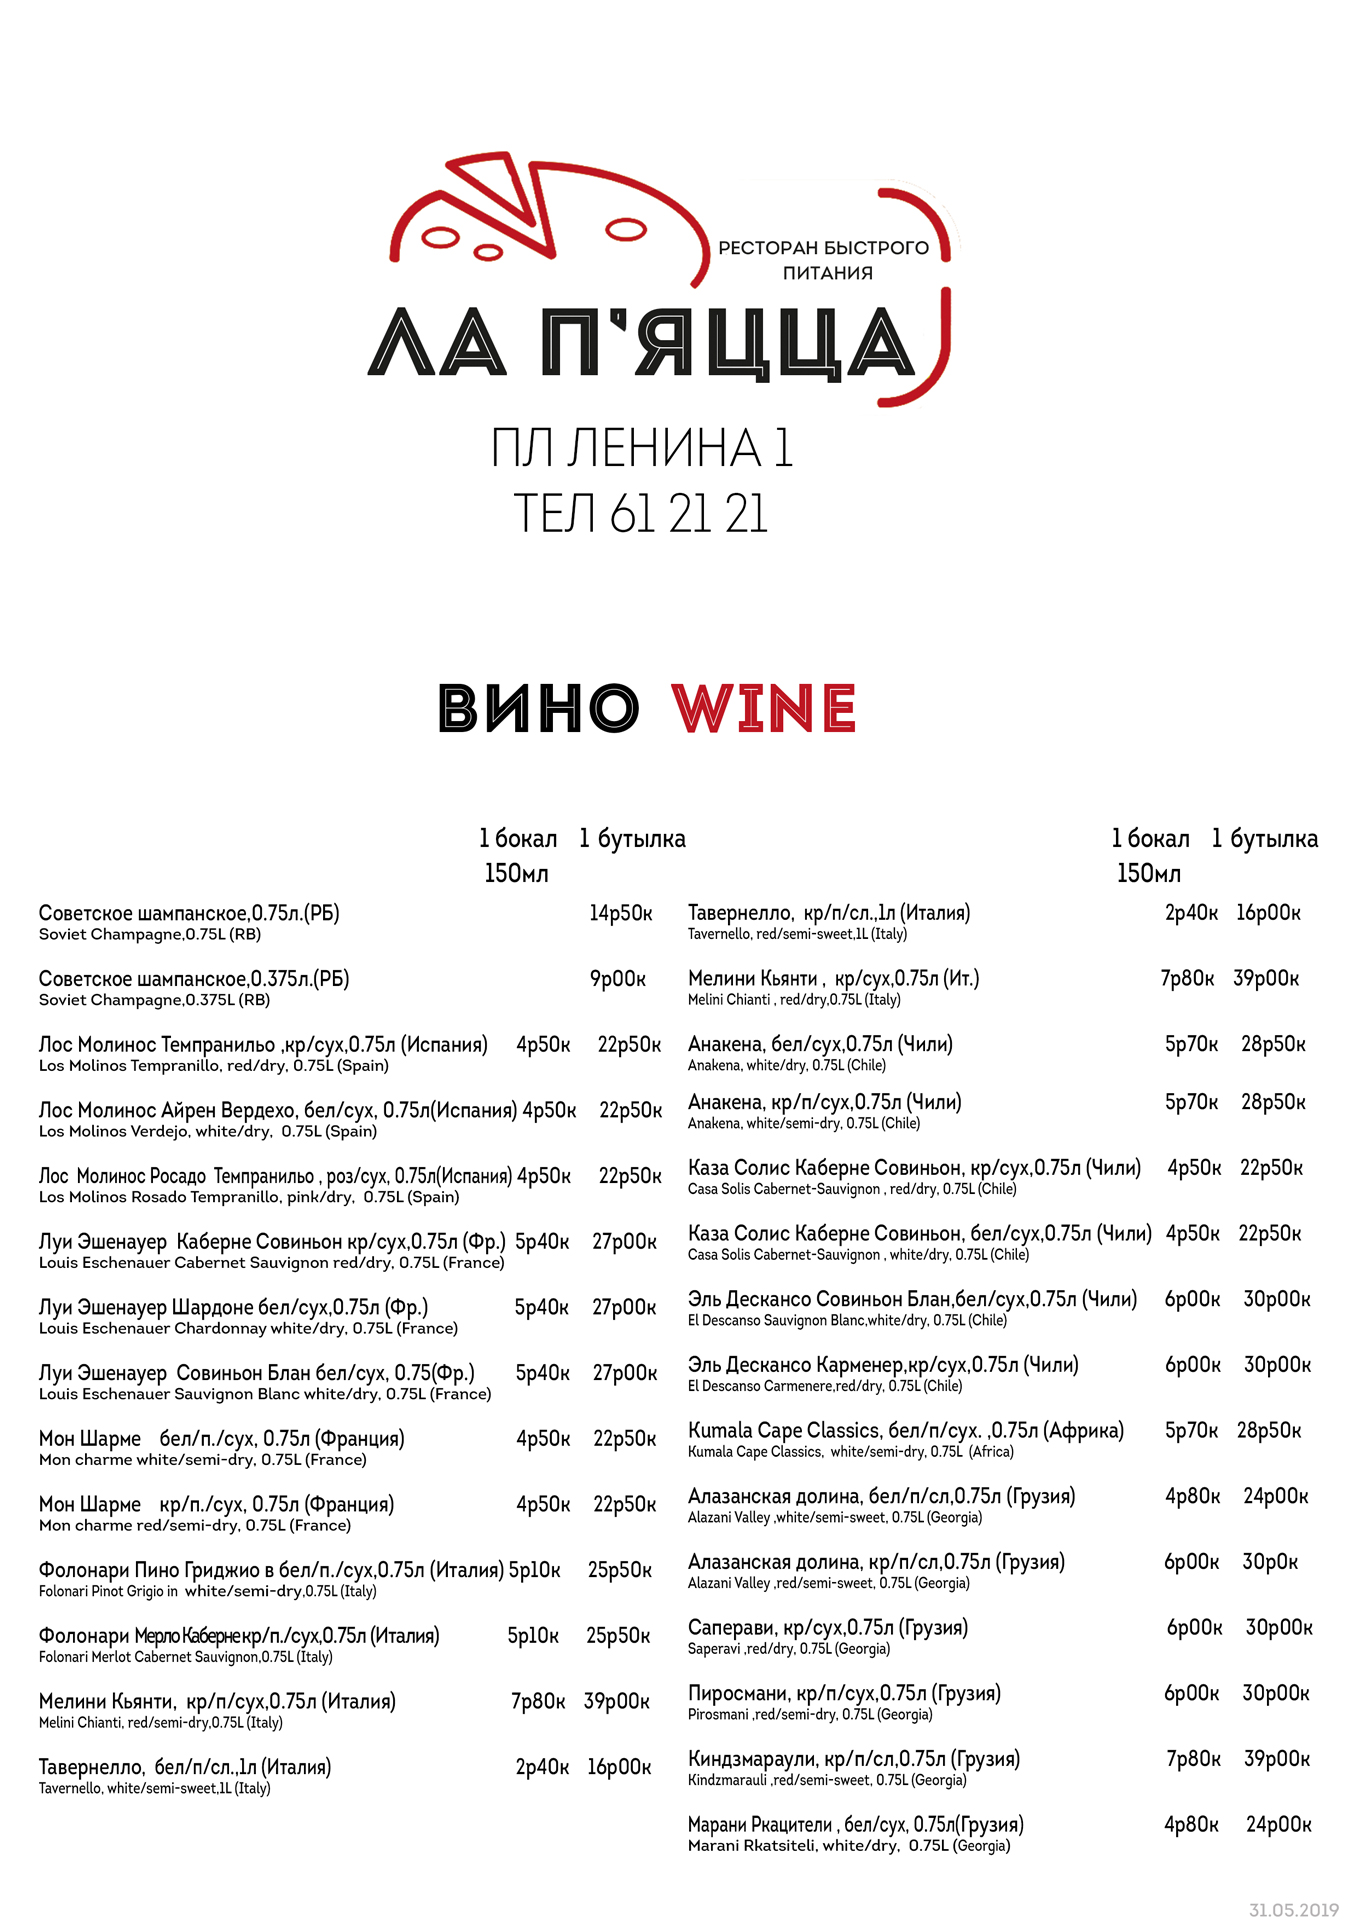 РЕСТОРАН БЫСТРОГО
ПИТАНИЯ
ЛА П'ЯЦЦА
ПЛ ЛЕНИНА 1
ТЕЛ 61 21 21
ВИНО WINE
1 бокал 1 бутылка
150мл
Советское шампанское,0.75л.(РБ) 14р50к
Soviet Champagne,0.75L (RB)
Советское шампанское,0.375л.(РБ) 9р00к
Soviet Champagne,0.375L (RB)
Лос Молинос Темпранильо ,кр/сух,0.75л (Испания) 4р50к 22р50к
Los Molinos Tempranillo, red/dry, 0.75L (Spain)
Лос Молинос Айрен Вердехо, бел/сух, 0.75л(Испания) 4р50к 22р50к
Los Molinos Verdejo, white/dry, 0.75L (Spain)
Лос Молинос Росадо Темпранильо , роз/сух, 0.75л(Испания) 4р50к 22р50к
Los Molinos Rosado Tempranillo, pink/dry, 0.75L (Spain)
Луи Эшенауер Каберне Совиньон кр/сух,0.75л (Фр.) 5р40к 27р00к
Louis Eschenauer Cabernet Sauvignon red/dry, 0.75L (France)
Луи Эшенауер Шардоне бел/сух,0.75л (Фр.) 5р40к 27р00к
Louis Eschenauer Chardonnay white/dry, 0.75L (France)
Луи Эшенауер Совиньон Блан бел/сух, 0.75(Фр.) 5р40к 27р00к
Louis Eschenauer Sauvignon Blanc white/dry, 0.75L (France)
Мон Шарме бел/п./сух, 0.75л (Франция) 4р50к 22р50к
Mon charme white/semi-dry, 0.75L (France)
Мон Шарме кр/п./сух, 0.75л (Франция) 4р50к 22р50к
Mon charme red/semi-dry, 0.75L (France)
Фолонари Пино Гриджио в бел/п./сух,0.75л (Италия) 5р10к 25р50к
Folonari Pinot Grigio in white/semi-dry,0.75L (Italy)
Фолонари Мерло Каберне кр/п./сух,0.75л (Италия) 5р10к 25р50к
Folonari Merlot Cabernet Sauvignon,0.75L (Italy)
Мелини Кьянти, кр/п/сух,0.75л (Италия) 7р80к 39р00к
Melini Chianti, red/semi-dry,0.75L (Italy)
Тавернелло, бел/п/сл.,1л (Италия) 2р40к 16р00к
Tavernello, white/semi-sweet,1L (Italy)
1 бокал 1 бутылка
150мл
Тавернелло, кр/п/сл.,1л (Италия) 2р40к 16р00к
Tavernello, red/semi-sweet,1L (Italy)
Мелини Кьянти , кр/сух,0.75л (Ит.) 7р80к 39р00к
Melini Chianti , red/dry,0.75L (Italy)
Анакена, бел/сух,0.75л (Чили) 5р70к 28р50к
Anakena, white/dry, 0.75L (Chile)
Анакена, кр/п/сух,0.75л (Чили) 5р70к 28р50к
Anakena, white/semi-dry, 0.75L (Chile)
Каза Солис Каберне Совиньон, кр/сух,0.75л (Чили) 4р50к 22р50к
Casa Solis Cabernet-Sauvignon , red/dry, 0.75L (Chile)
Каза Солис Каберне Совиньон, бел/сух,0.75л (Чили) 4р50к 22р50к
Casa Solis Cabernet-Sauvignon , white/dry, 0.75L (Chile)
Эль Дескансо Совиньон Блан,бел/сух,0.75л (Чили) 6р00к 30р00к
El Descanso Sauvignon Blanc,white/dry, 0.75L (Chile)
Эль Дескансо Карменер,кр/сух,0.75л (Чили) 6р00к 30р00к
El Descanso Carmenere,red/dry, 0.75L (Chile)
Kumala Cape Classics, бел/п/сух. ,0.75л (Африка) 5р70к 28р50к
Kumala Cape Classics, white/semi-dry, 0.75L (Africa)
Алазанская долина, бел/п/сл,0.75л (Грузия) 4р80к 24р00к
Alazani Valley ,white/semi-sweet, 0.75L (Georgia)
Алазанская долина, кр/п/сл,0.75л (Грузия) 6р00к 30р0к
Alazani Valley ,red/semi-sweet, 0.75L (Georgia)
Саперави, кр/сух,0.75л (Грузия) 6р00к 30р00к
Saperavi ,red/dry, 0.75L (Georgia)
Пиросмани, кр/п/сух,0.75л (Грузия) 6р00к 30р00к
Pirosmani ,red/semi-dry, 0.75L (Georgia)
Киндзмараули, кр/п/сл,0.75л (Грузия) 7р80к 39р00к
Kindzmarauli ,red/semi-sweet, 0.75L (Georgia)
Марани Ркацители , бел/сух, 0.75л(Грузия) 4р80к 24р00к
Marani Rkatsiteli, white/dry, 0.75L (Georgia)
31.05.2019